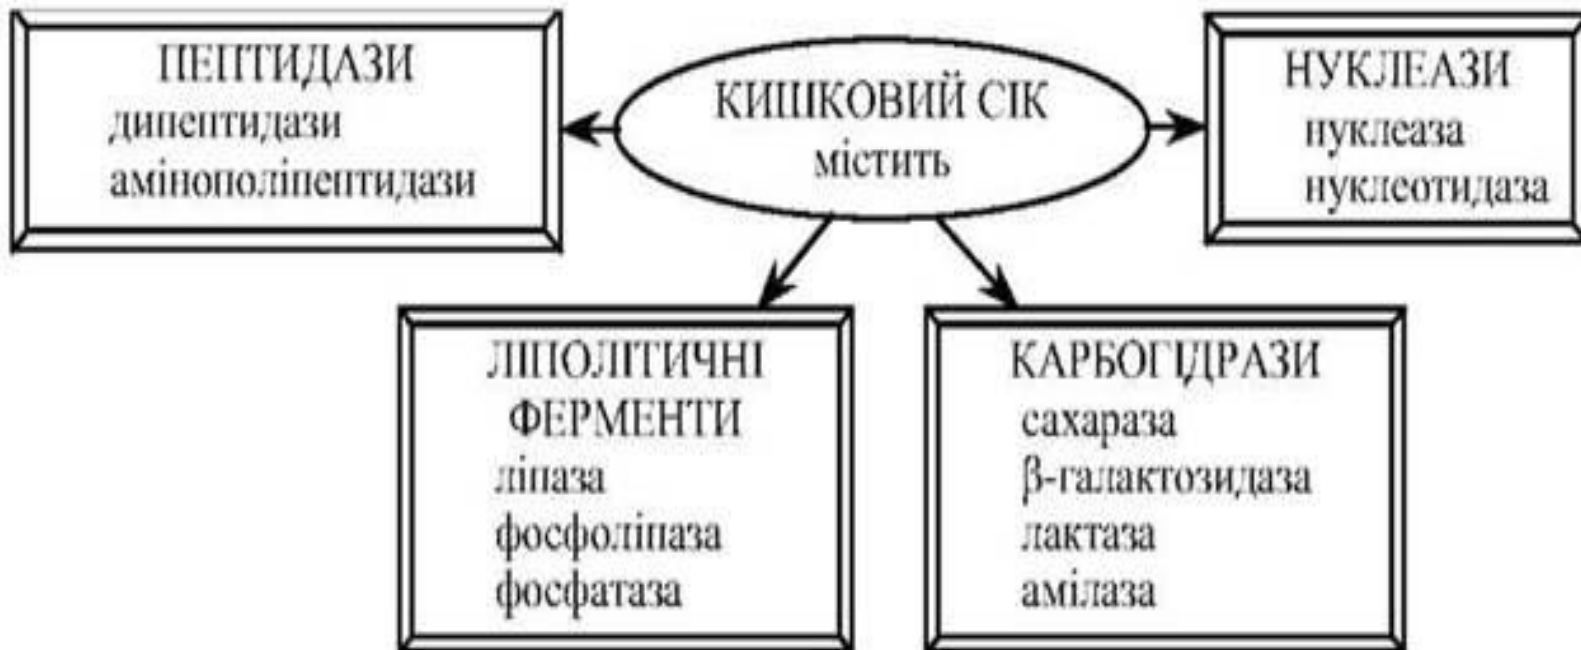 ПЕПТИДАЗИ
дипептидази
амінополіпептидази
КИШКОВИЙ СІК
містить
НУКЛЕАЗИ
нуклеаза
нуклеотидаза
ЛІПОЛІТИЧНІ
ФЕРМЕНТИ
ліпаза
фосфоліпаза
фосфатаза
КАРБОГІДРАЗИ
сахараза
β-галактозидаза
лактаза
амілаза